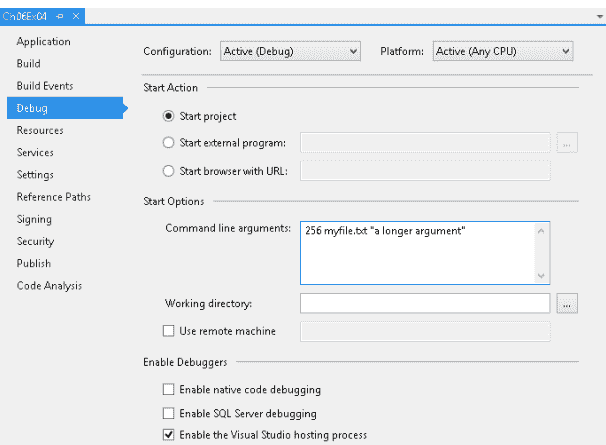 Ch06Ex04
Application
Build
Build Events
Debug
Resources
Services
Settings
Reference Paths
Signing
Security
Publish
Code Analysis
Configuration: Active (Debug) Platform: Active (Any CPU)
Start Action
Start project
Start external program: ...
Start browser with URL:
Start Options
Command line arguments: 256 myfile.txt "a longer argument"
Working directory: ...
Use remote machine
Enable Debuggers
Enable native code debugging
Enable SQL Server debugging
Enable the Visual Studio hosting process